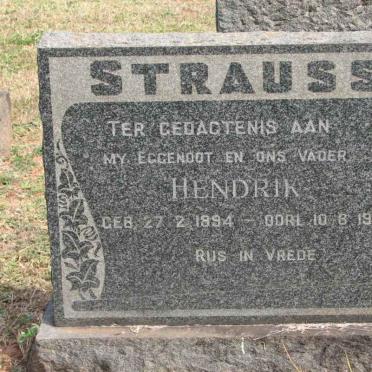 STRAUSS
TER GEDAGTENIS AAN
MY EGGENOOT EN ONS VADER
HENDRIK
GEB. 27·2·1894 - OORL. 10·8·19
RUS IN VREDE